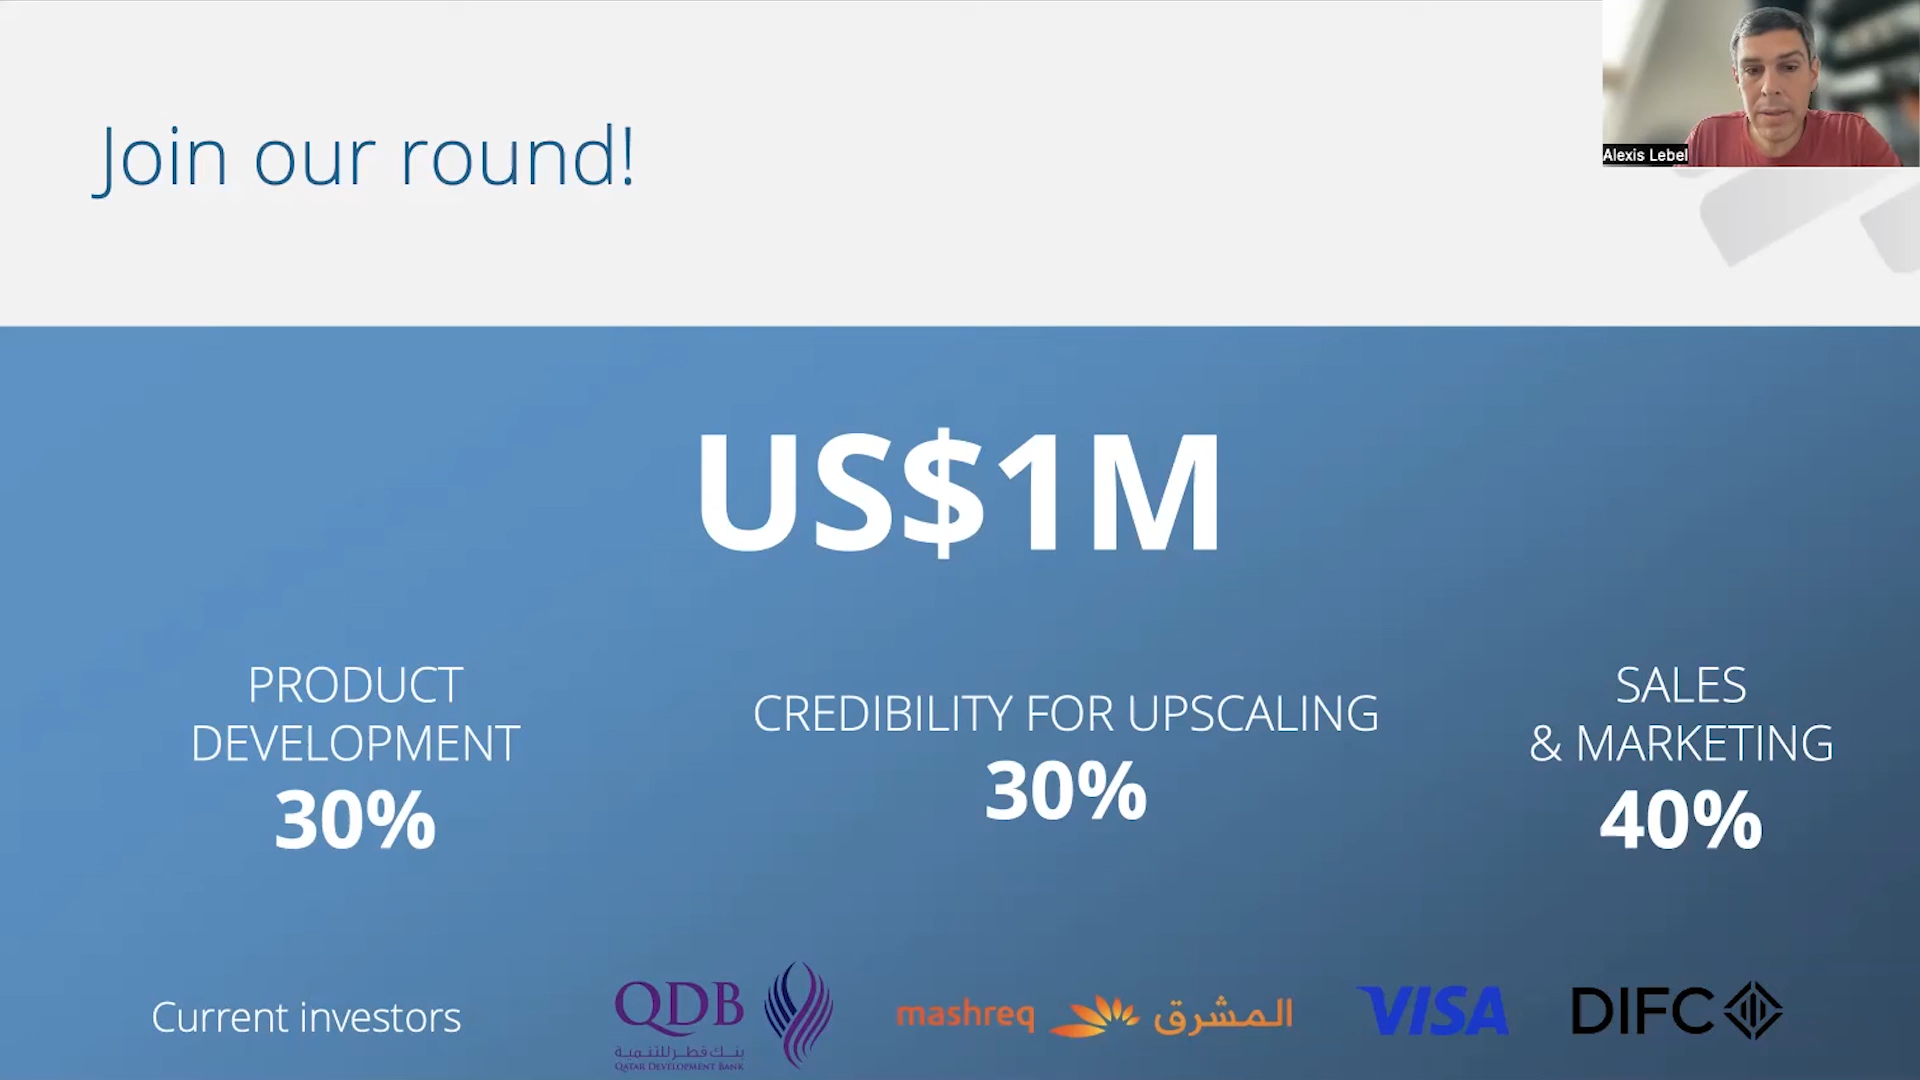 Join our round!
Alexis Lebel
US$1M
PRODUCT
DEVELOPMENT
30%
CREDIBILITY FOR UPSCALING
30%
SALES
& MARKETING
40%
Current investors
QDB
بنك قطر للتنمية
QATAR DEVELOPMENT BANK
mashreq المشرق
VISA
DIFC